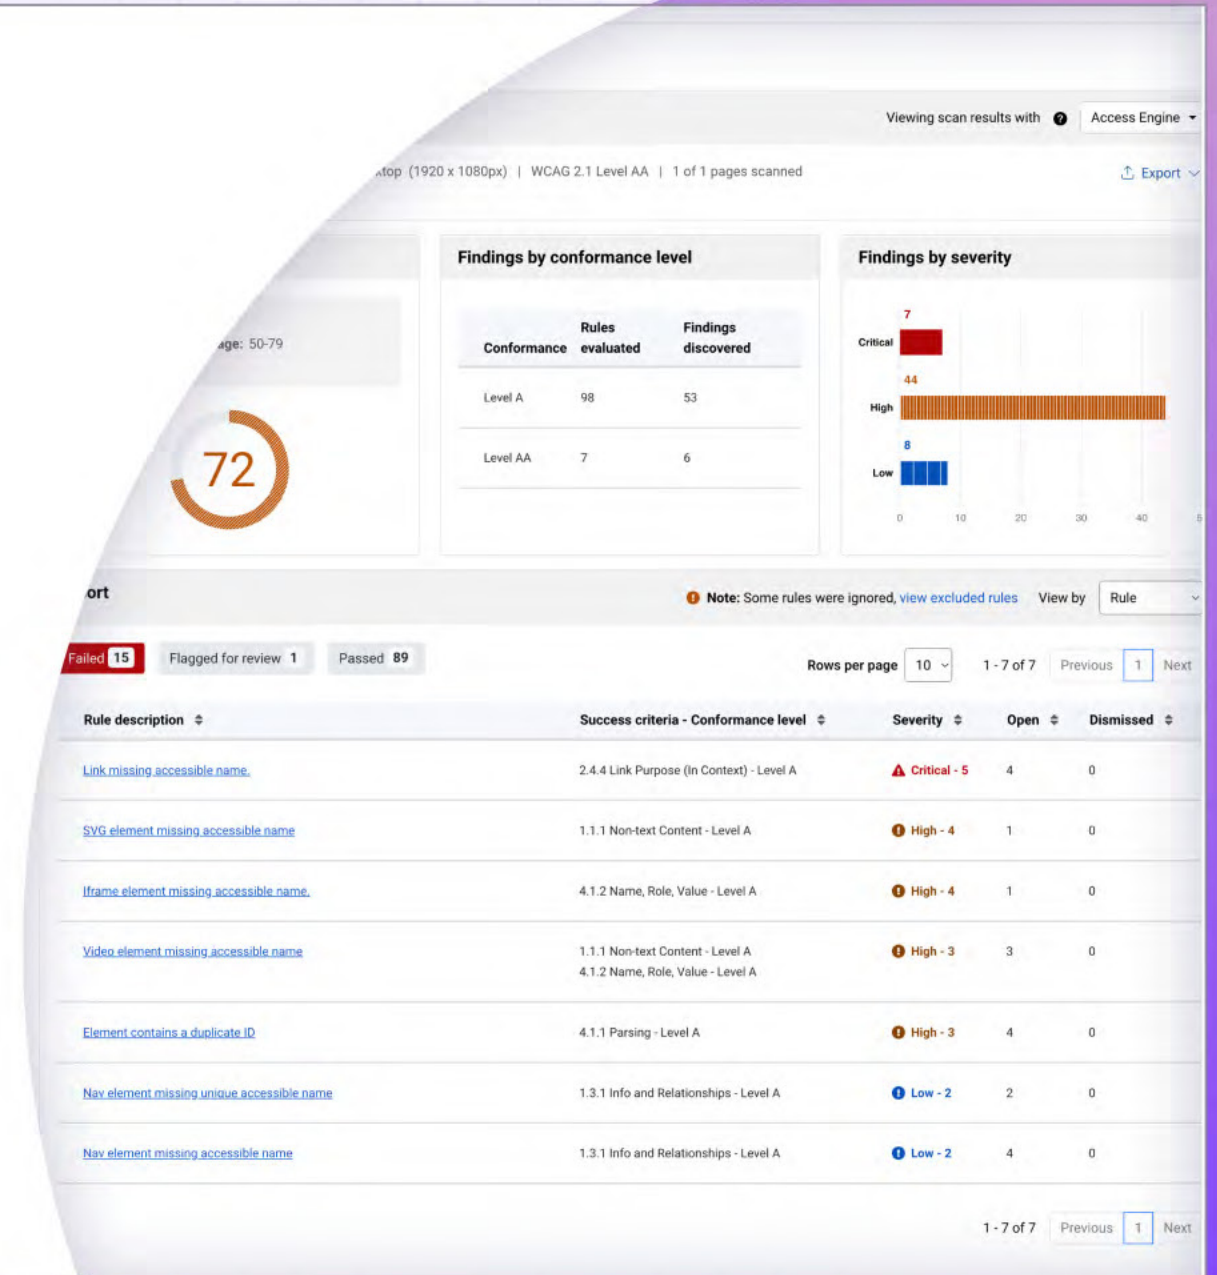 Viewing scan results with ? Access Engine
(1920 x 1080px) | WCAG 2.1 Level AA | 1 of 1 pages scanned
Export
Findings by conformance level
Findings by severity
50-79
72
Conformance Rules evaluated Findings discovered
Level A 98 53
Level AA 7 6
7
Critical
44
High
8
Low
0 10 20 30 40
Note: Some rules were ignored, view excluded rules View by Rule
Failed 15 Flagged for review 1 Passed 89
Rows per page 10 1 - 7 of 7 Previous 1 Next
Rule description Success criteria - Conformance level Severity Open Dismissed
Link missing accessible name. 2.4.4 Link Purpose (In Context) - Level A Critical - 5 4 0
SVG element missing accessible name 1.1.1 Non-text Content - Level A High - 4 1 0
Iframe element missing accessible name. 4.1.2 Name, Role, Value - Level A High - 4 1 0
Video element missing accessible name 1.1.1 Non-text Content - Level A High - 3 3 0
4.1.2 Name, Role, Value - Level A
Element contains a duplicate ID 4.1.1 Parsing - Level A High - 3 4 0
Nav element missing unique accessible name 1.3.1 Info and Relationships - Level A Low - 2 2 0
Nav element missing accessible name 1.3.1 Info and Relationships - Level A Low - 2 4 0
1 - 7 of 7 Previous 1 Next